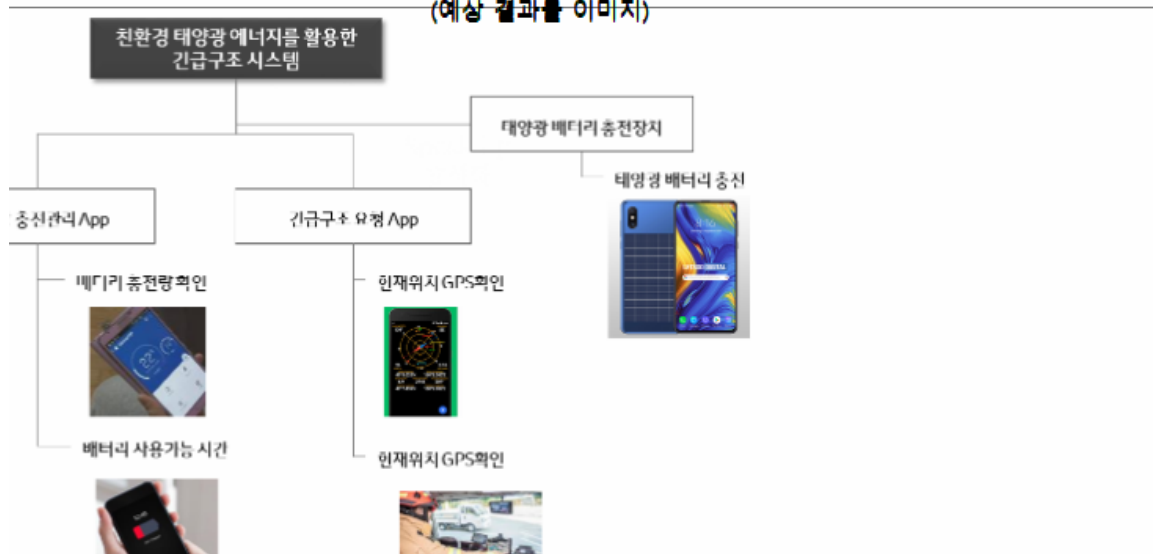 (예상 결과물 이미지)
친환경 태양광 에너지를 활용한
긴급구조 시스템
태양광 배터리 충전장치
태양광 배터리 충전
충전관리 App
긴급구조 요청 App
배터리 충전량 확인
현재위치 GPS확인
배터리 사용가능 시간
현재위치 GPS확인